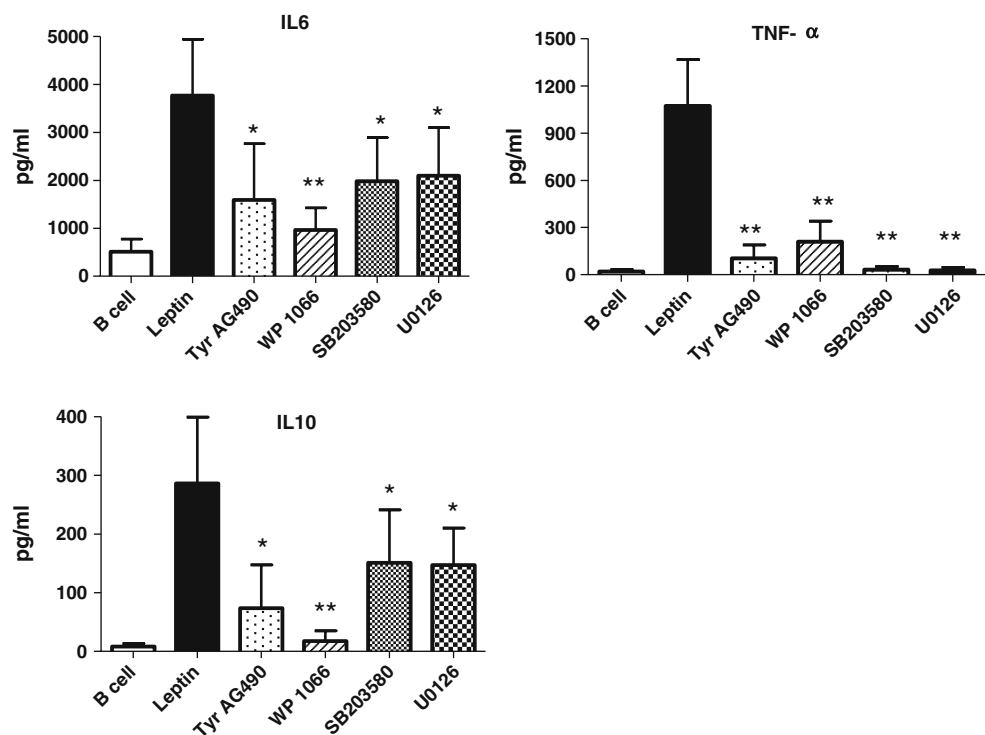 IL6
5000
4000
3000
2000
1000
0
pg/ml
*
**
*
*
B cell
Leptin
Tyr AG490
WP 1066
SB203580
U0126
TNF- α
1500
1200
900
600
300
0
pg/ml
**
**
**
**
B cell
Leptin
Tyr AG490
WP 1066
SB203580
U0126
IL10
400
300
200
100
0
pg/ml
*
**
*
*
B cell
Leptin
Tyr AG490
WP 1066
SB203580
U0126